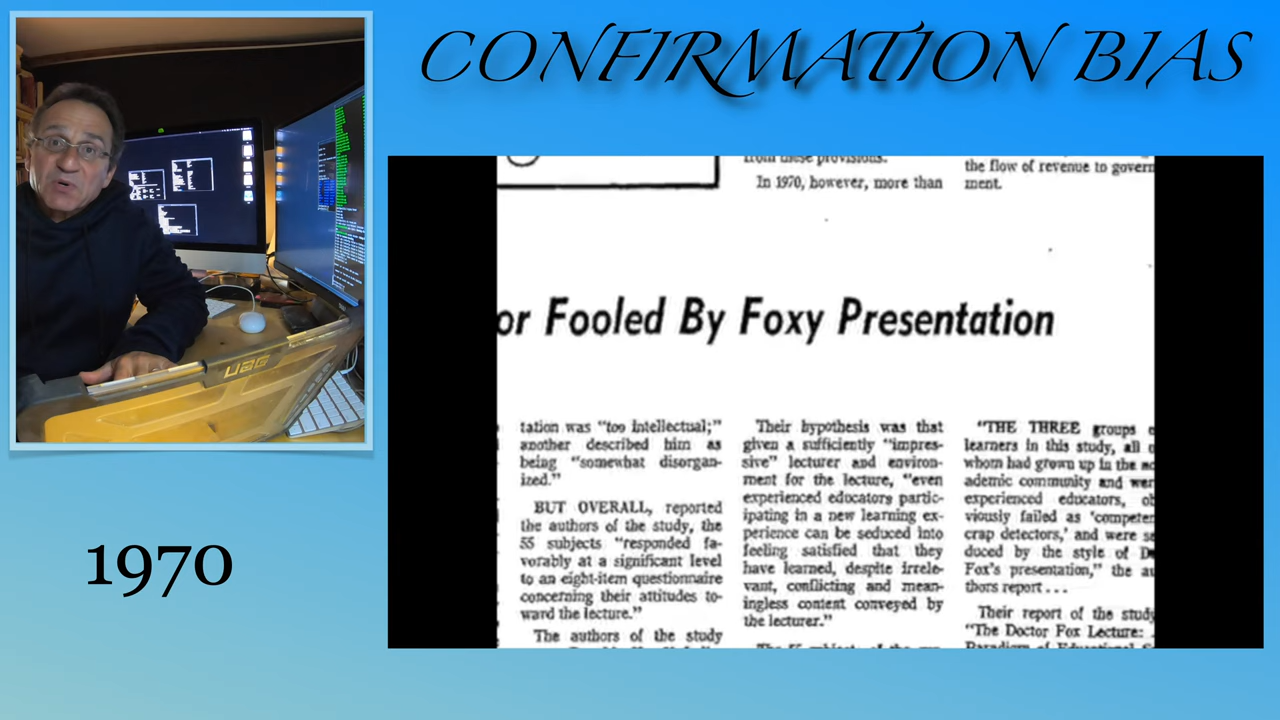 CONFIRMATION BIAS
from these provisions.
In 1970, however, more than
the flow of revenue to govern
ment.
or Fooled By Foxy Presentation
tation was "too intellectual;"
another described him as
being "somewhat disorgan-
ized."
BUT OVERALL, reported
the authors of the study, the
55 subjects "responded fa-
vorably at a significant level
to an eight-item questionnaire
concerning their attitudes to-
ward the lecture."
The authors of the study
Their hypothesis was that
given a sufficiently "impres-
sive" lecturer and environ-
ment for the lecture, "even
experienced educators partic-
ipating in a new learning ex-
perience can be seduced into
feeling satisfied that they
have learned, despite irrele-
vant, conflicting and mean-
ingless content conveyed by
the lecturer."
"THE THREE groups o
learners in this study, all o
whom had grown up in the ac
ademic community and wer
experienced educators, ob
viously failed as 'competen
crap detectors,' and were se
duced by the style of D
Fox's presentation," the au
thors report . . .
Their report of the study
"The Doctor Fox Lecture:
Paradigm of Educational S
UAG
1970